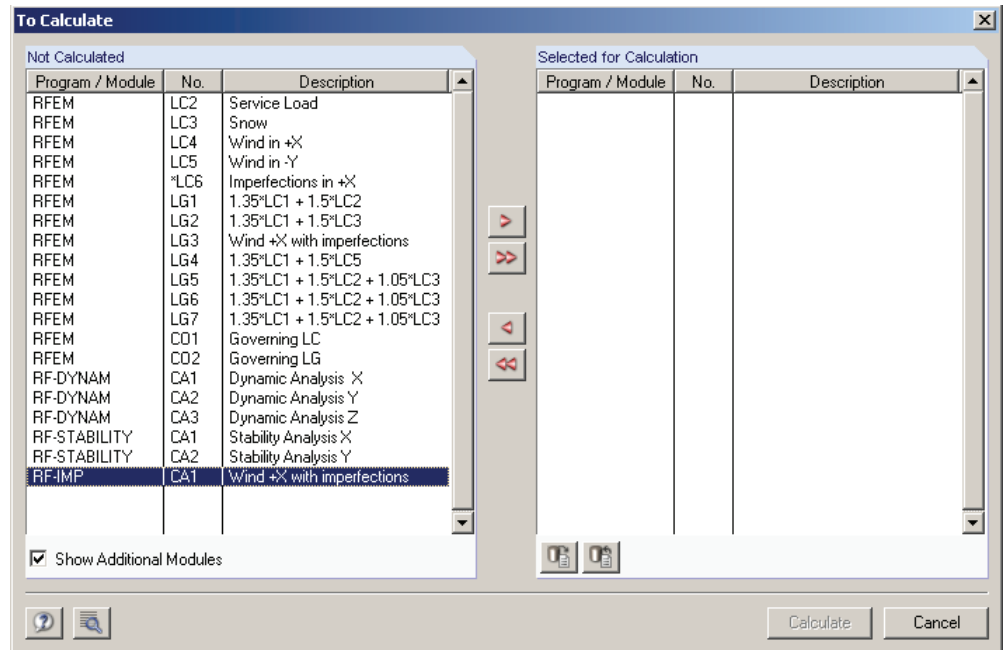 To Calculate
Not Calculated
Program / Module No. Description
RFEM LC2 Service Load
RFEM LC3 Snow
RFEM LC4 Wind in +X
RFEM LC5 Wind in -Y
RFEM *LC6 Imperfections in +X
RFEM LG1 1.35*LC1 + 1.5*LC2
RFEM LG2 1.35*LC1 + 1.5*LC3
RFEM LG3 Wind +X with imperfections
RFEM LG4 1.35*LC1 + 1.5*LC5
RFEM LG5 1.35*LC1 + 1.5*LC2 + 1.05*LC3
RFEM LG6 1.35*LC1 + 1.5*LC2 + 1.05*LC3
RFEM LG7 1.35*LC1 + 1.5*LC2 + 1.05*LC3
RFEM CO1 Governing LC
RFEM CO2 Governing LG
RF-DYNAM CA1 Dynamic Analysis X
RF-DYNAM CA2 Dynamic Analysis Y
RF-DYNAM CA3 Dynamic Analysis Z
RF-STABILITY CA1 Stability Analysis X
RF-STABILITY CA2 Stability Analysis Y
RF-IMP CA1 Wind +X with imperfections
Show Additional Modules
Selected for Calculation
Program / Module No. Description
Calculate Cancel